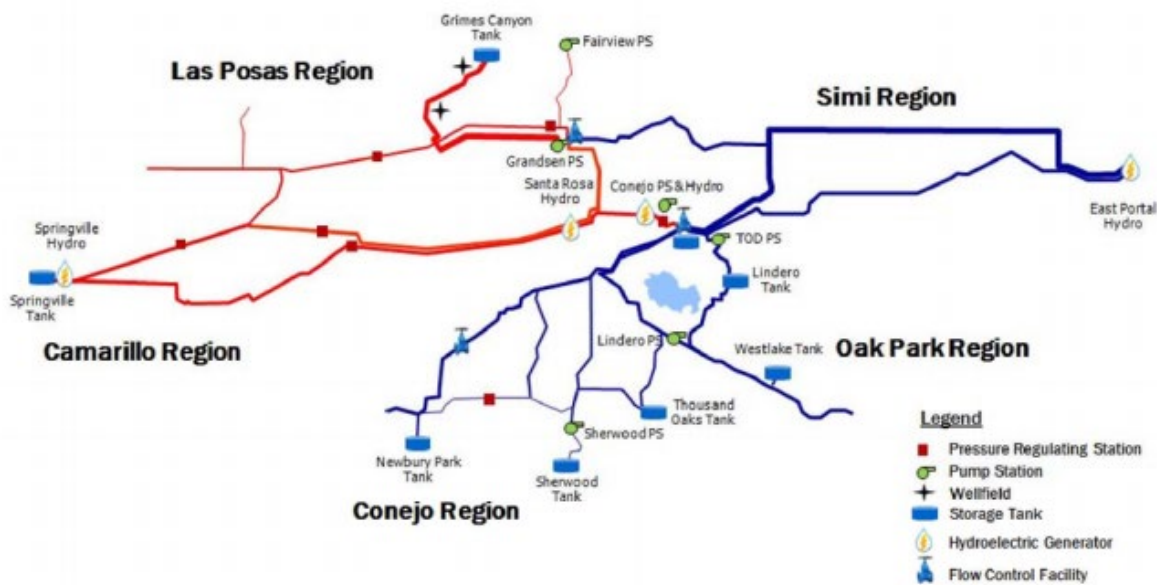 Grimes Canyon
Tank
Fairview PS
Las Posas Region
Simi Region
Grandsen PS
Santa Rosa
Hydro
Conejo PS & Hydro
East Portal
Hydro
Springville
Hydro
TOD PS
Lindero
Tank
Springville
Tank
Camarillo Region
Lindero PS
Westlake Tank
Oak Park Region
Thousand
Oaks Tank
Sherwood PS
Newbury Park
Tank
Sherwood
Tank
Conejo Region
Legend
Pressure Regulating Station
Pump Station
Wellfield
Storage Tank
Hydroelectric Generator
Flow Control Facility